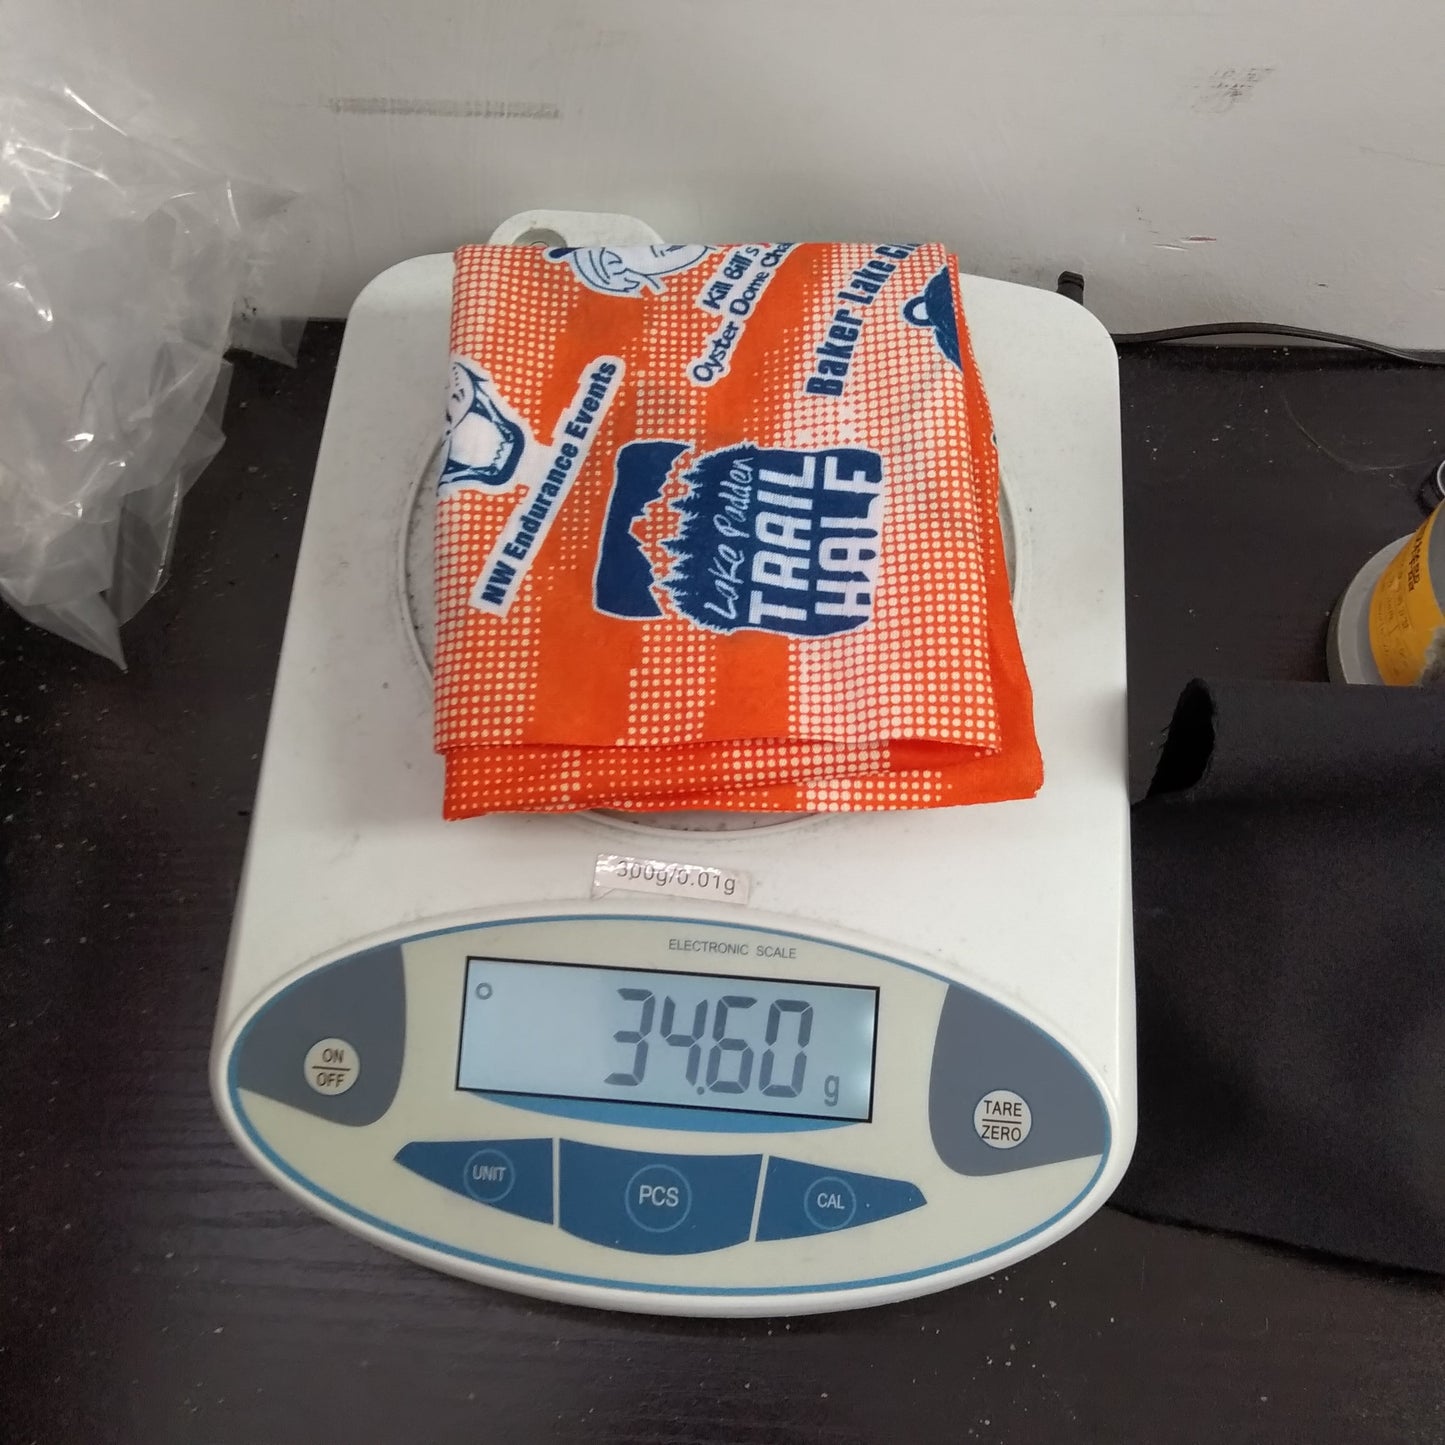 Kill Bill's
Oyster Dome
Baker Lake
NW Endurance Events
Lake Padden
TRAIL
HALF
300g/0.01g
ELECTRONIC SCALE
34.60 g
ON
OFF
TARE
ZERO
UNIT
PCS
CAL